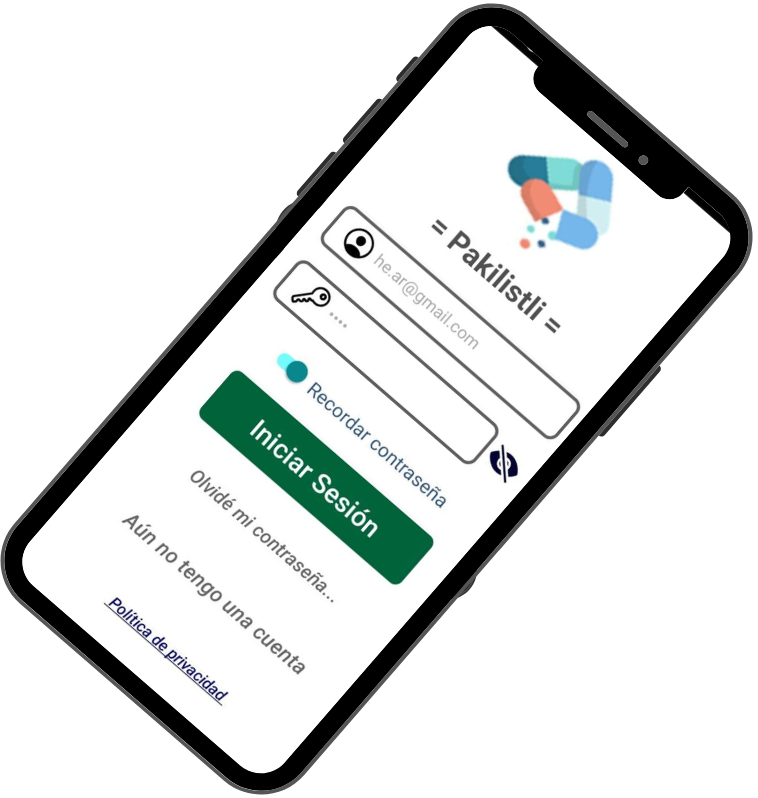 = Pakilistli =
he.ar@gmail.com
....
Recordar contraseña
Iniciar Sesión
Olvidé mi contraseña...
Aún no tengo una cuenta
Política de privacidad